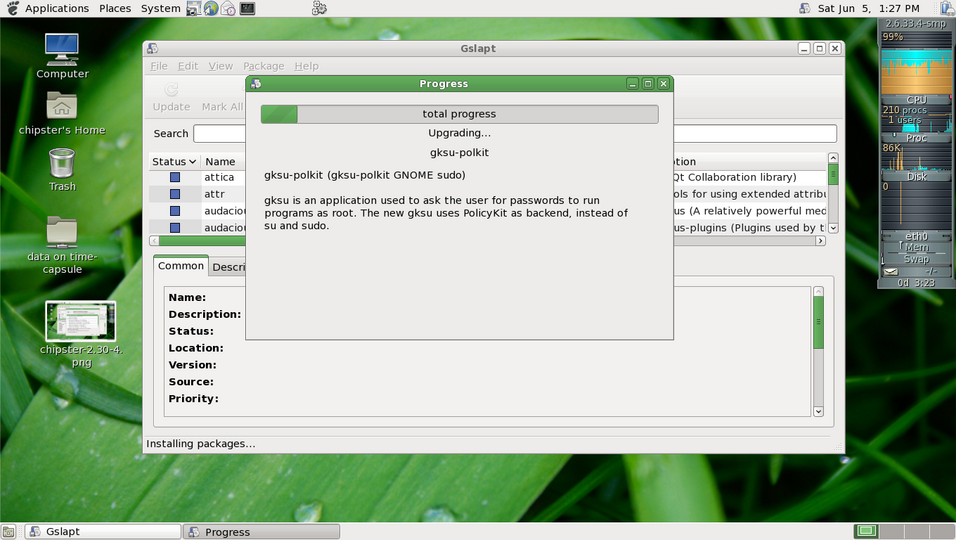 Applications Places System
Sat Jun 5, 1:27 PM
2.6.33.4-smp
99%
CPU
210 procs
1 users
Proc
86K
Disk
0
eth0
Mem
Swap
-/-
0d 3:23
Computer
chipster's Home
Trash
data on time-
capsule
chipster-2.30-4.
png
Gslapt
File Edit View Package Help
Update Mark All
Search
Status Name ption
attica Qt Collaboration library)
attr ols for using extended attribu
audaciou us (A relatively powerful med
audaciou us-plugins (Plugins used by t
Common Descri
Name:
Description:
Status:
Location:
Version:
Source:
Priority:
Installing packages...
Progress
total progress
Upgrading...
gksu-polkit
gksu-polkit (gksu-polkit GNOME sudo)
gksu is an application used to ask the user for passwords to run
programs as root. The new gksu uses PolicyKit as backend, instead of
su and sudo.
Gslapt
Progress